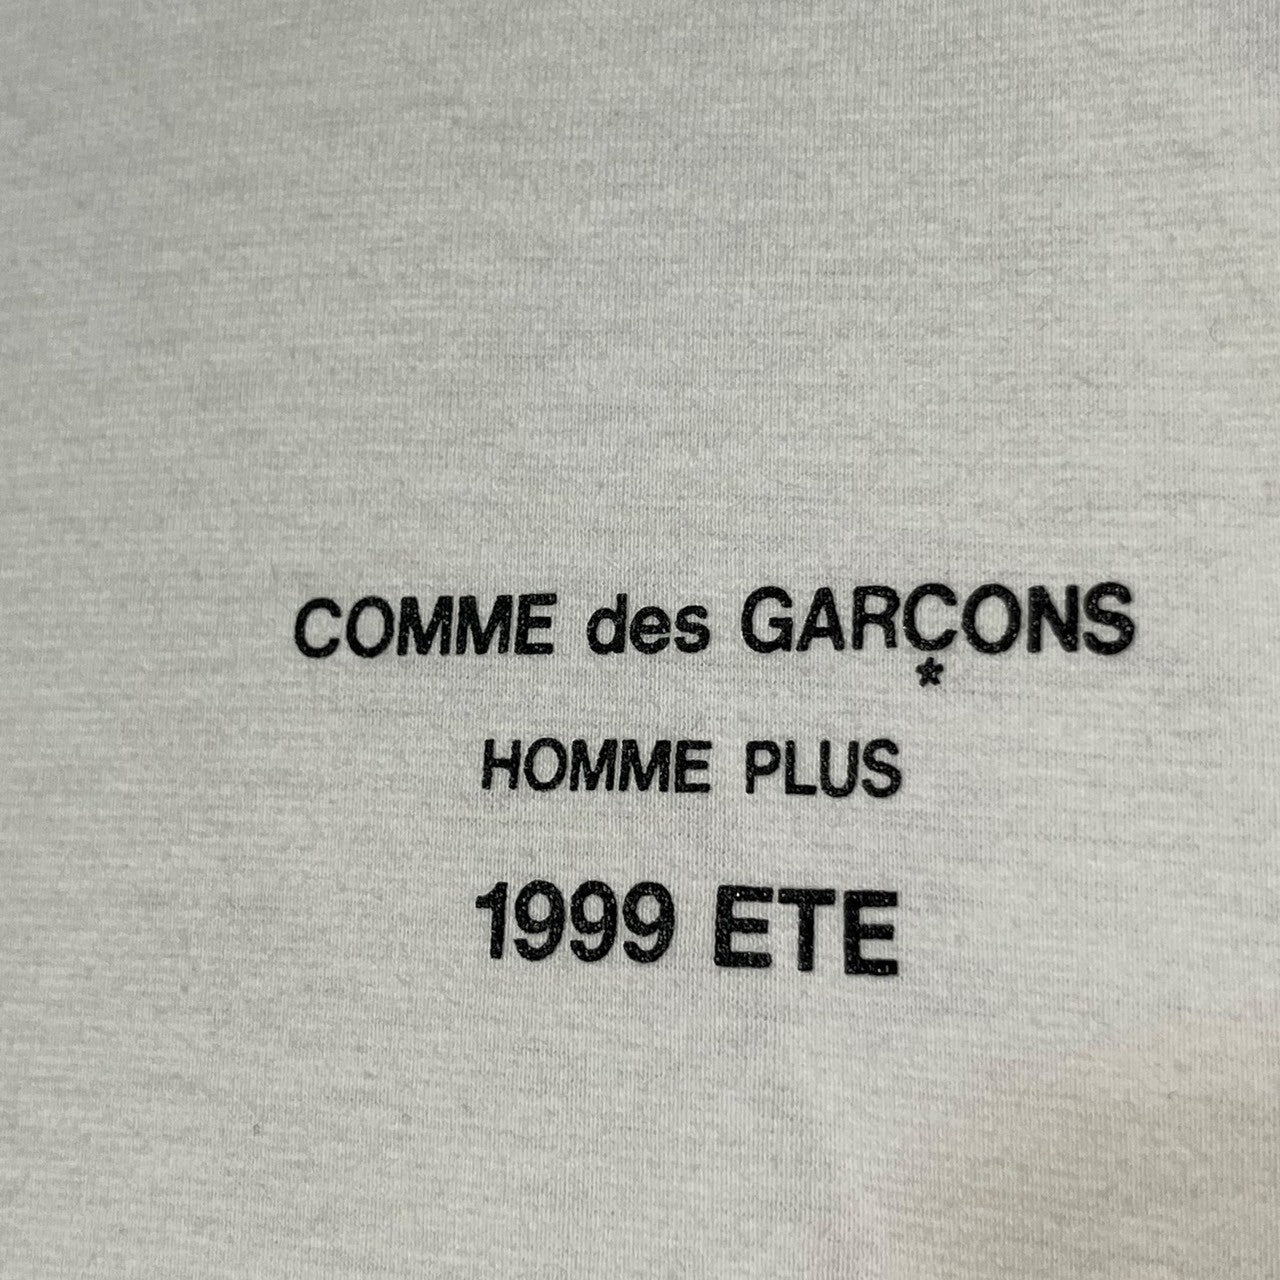 COMME des GARÇONS
HOMME PLUS
1999 ETE